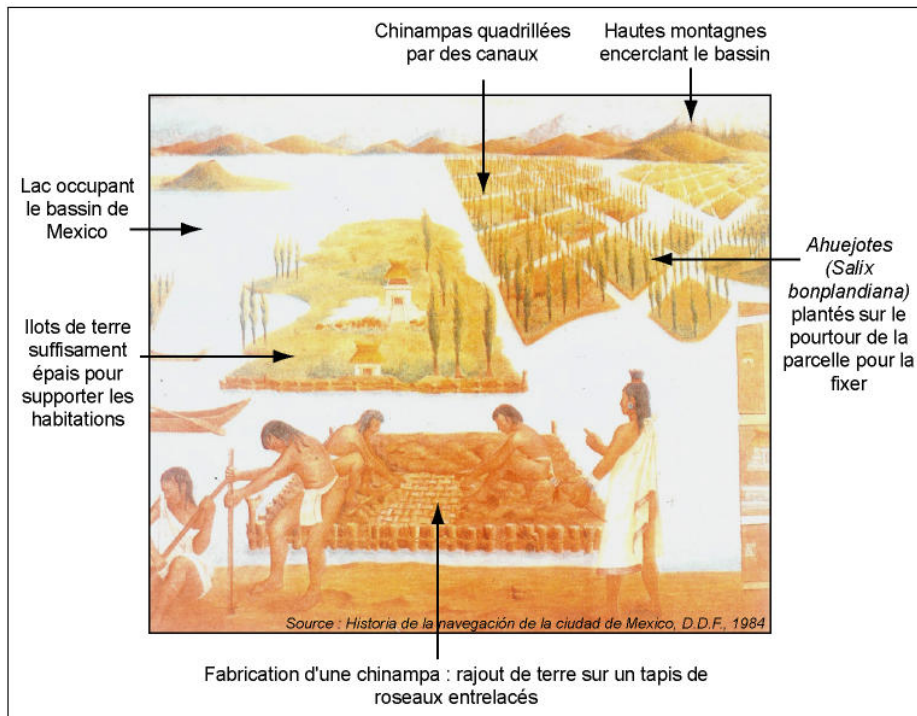 Chinampas quadrillées
par des canaux
Hautes montagnes
encerclant le bassin
Lac occupant
le bassin de
Mexico
Ahuejotes
(Salix
bonplandiana)
plantés sur le
pourtour de la
parcelle pour la
fixer
Ilots de terre
suffisament
épais pour
supporter les
habitations
Source : Historia de la navegación de la ciudad de Mexico, D.D.F., 1984
Fabrication d'une chinampa : rajout de terre sur un tapis de
roseaux entrelacés